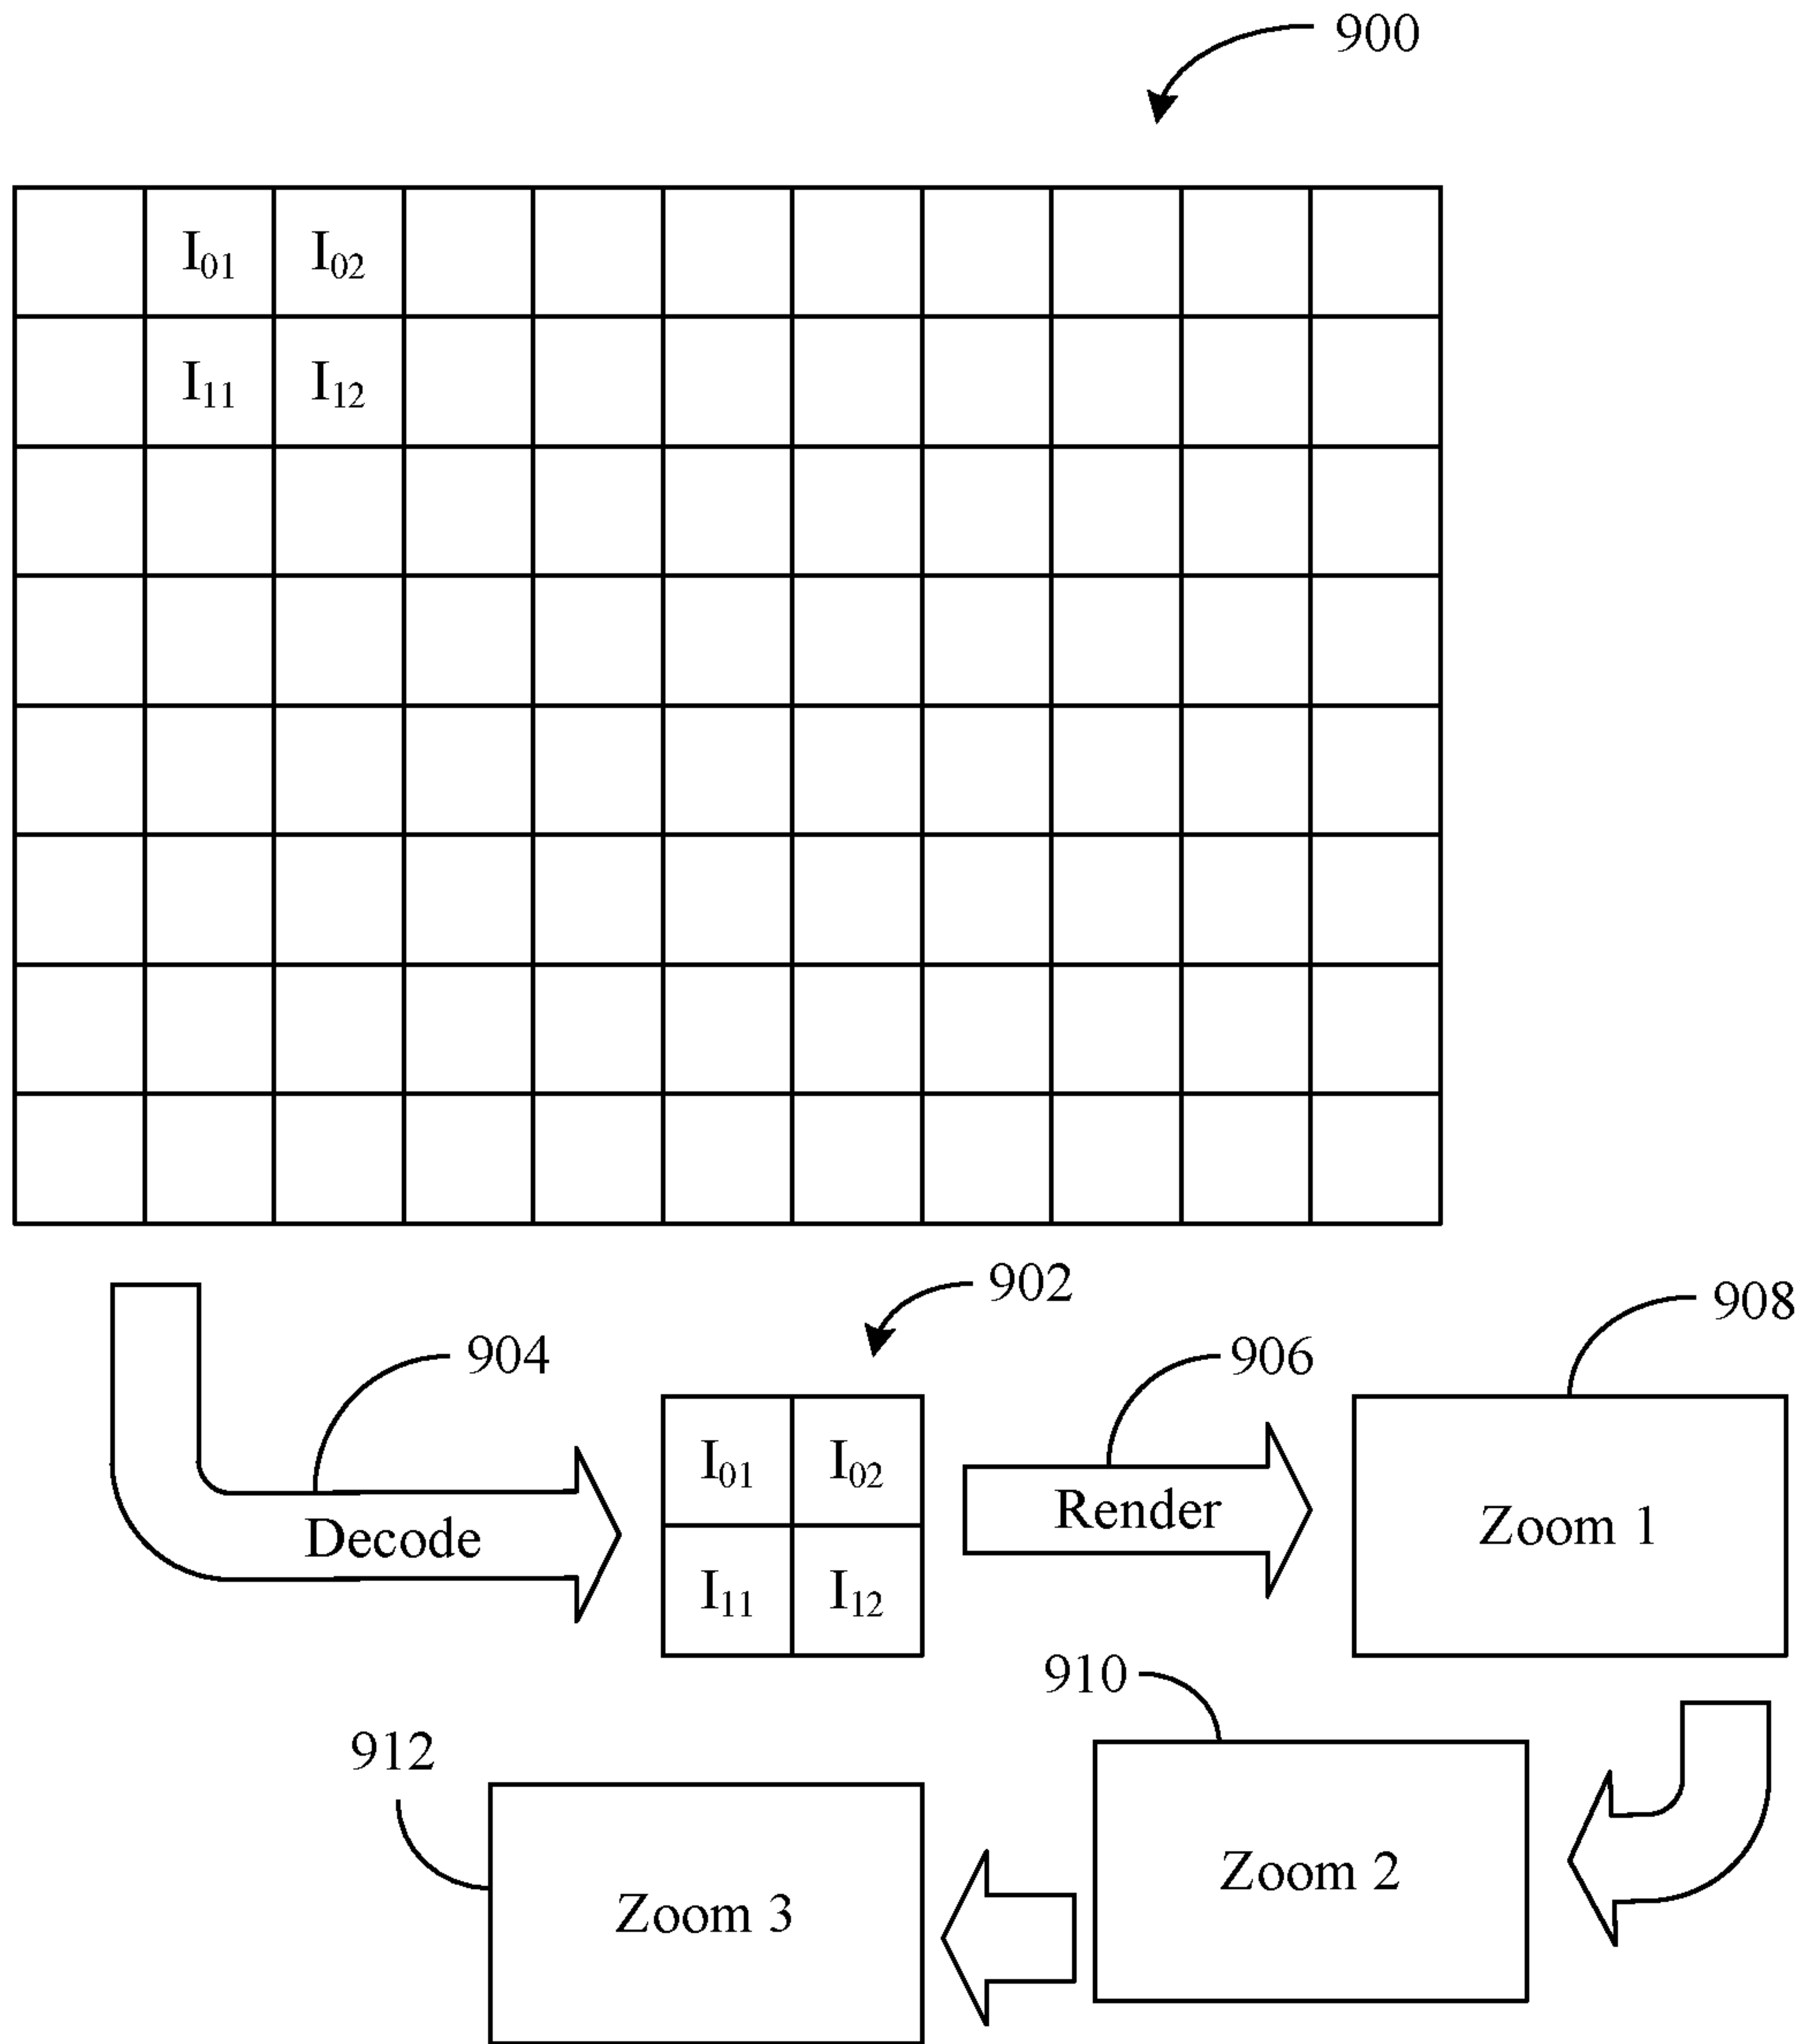 900
I₀₁ I₀₂
I₁₁ I₁₂
902
908
904
906
I₀₁ I₀₂
Decode
Render
Zoom 1
I₁₁ I₁₂
910
912
Zoom 2
Zoom 3